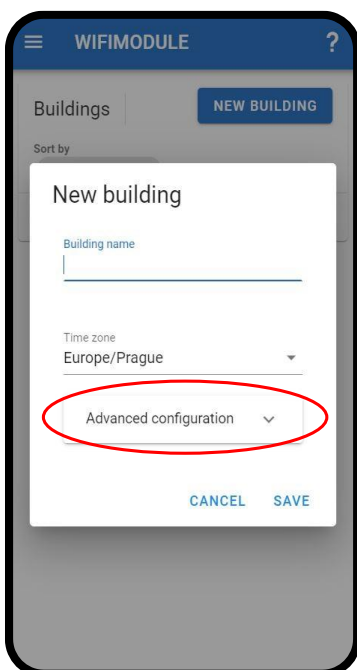 WIFIMODULE ?
Buildings NEW BUILDING
Sort by
New building
Building name
Time zone
Europe/Prague
Advanced configuration
CANCEL SAVE